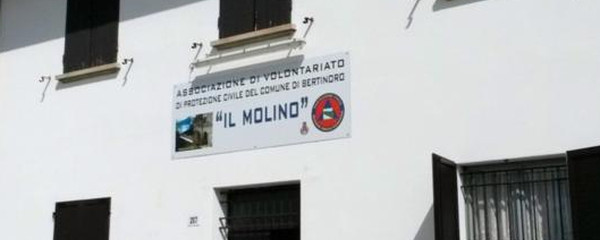 ASSOCIAZIONE DI VOLONTARIATO
DI PROTEZIONE CIVILE DEL COMUNE DI BERTINORO
"IL MOLINO"